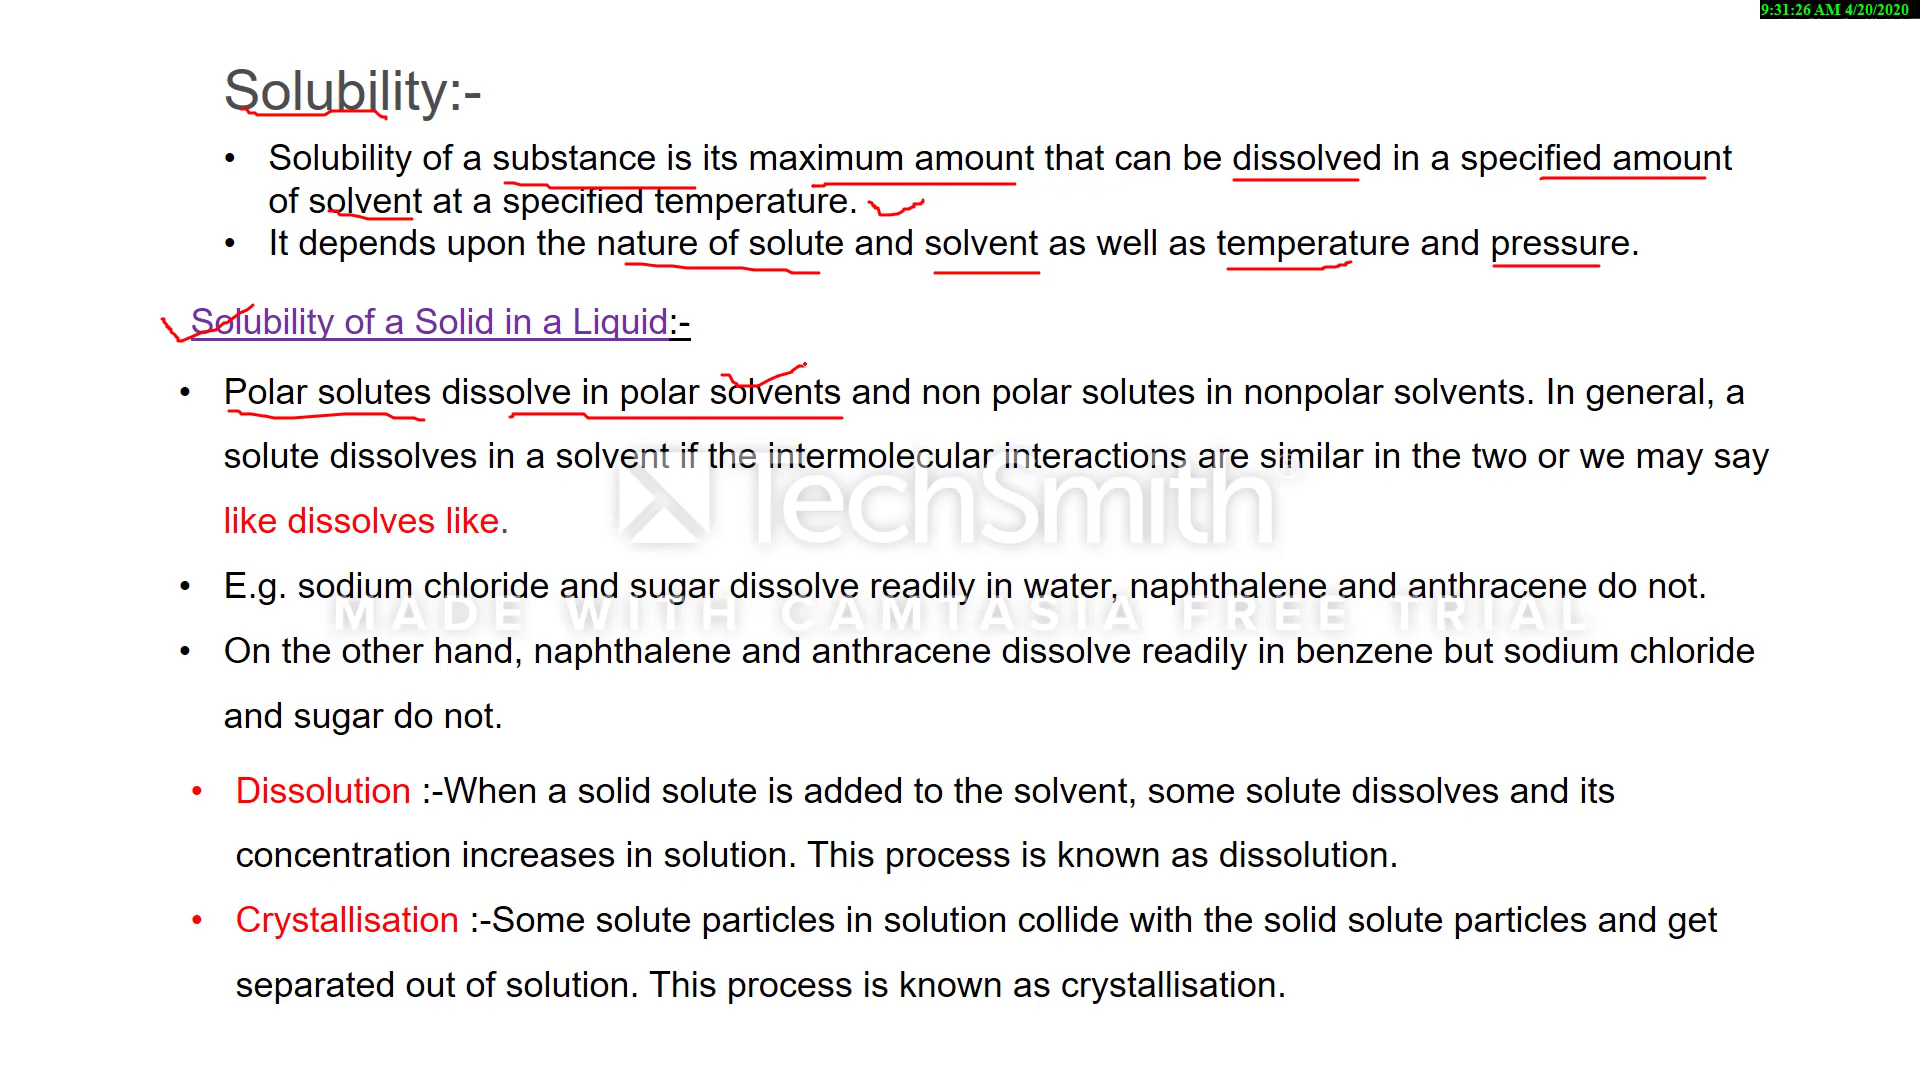 9:31:26 AM 4/20/2020
Solubility:-
• Solubility of a substance is its maximum amount that can be dissolved in a specified amount
of solvent at a specified temperature.
• It depends upon the nature of solute and solvent as well as temperature and pressure.
Solubility of a Solid in a Liquid:-
• Polar solutes dissolve in polar solvents and non polar solutes in nonpolar solvents. In general, a
solute dissolves in a solvent if the intermolecular interactions are similar in the two or we may say
like dissolves like.
TechSmith®
• E.g. sodium chloride and sugar dissolve readily in water, naphthalene and anthracene do not.
MADE WITH CAMTASIA FREE TRIAL
• On the other hand, naphthalene and anthracene dissolve readily in benzene but sodium chloride
and sugar do not.
• Dissolution :-When a solid solute is added to the solvent, some solute dissolves and its
concentration increases in solution. This process is known as dissolution.
• Crystallisation :-Some solute particles in solution collide with the solid solute particles and get
separated out of solution. This process is known as crystallisation.